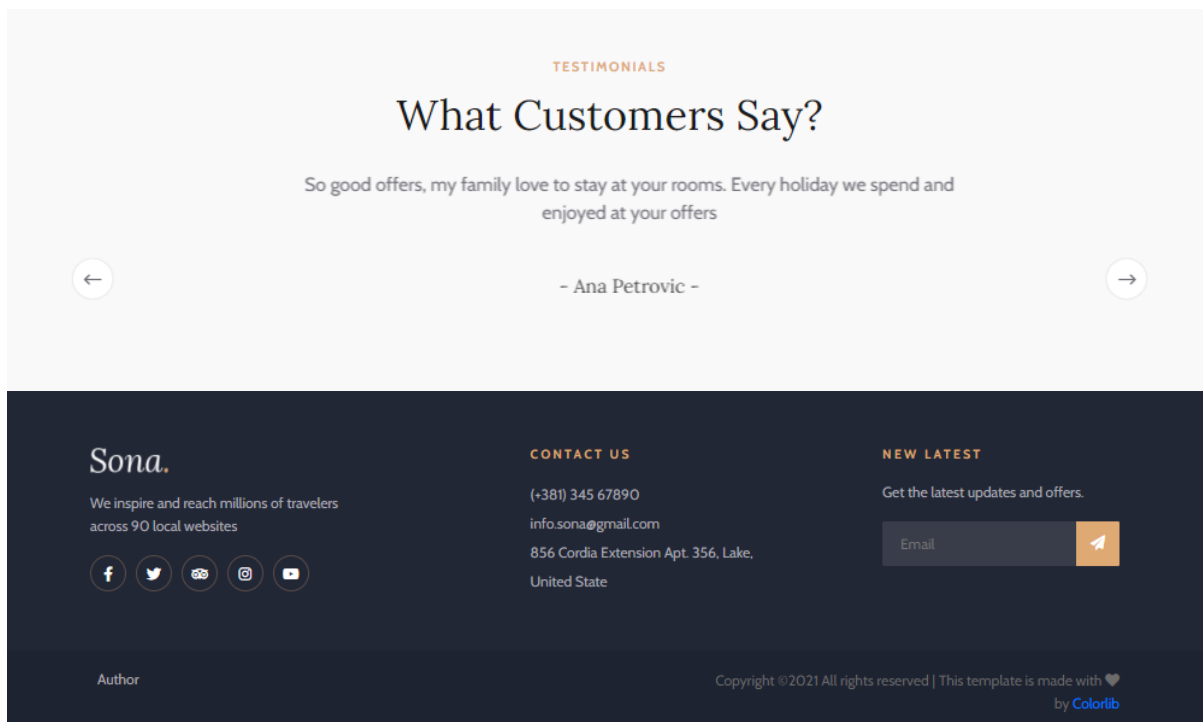 TESTIMONIALS
What Customers Say?
So good offers, my family love to stay at your rooms. Every holiday we spend and
enjoyed at your offers
- Ana Petrovic -
Sona.
We inspire and reach millions of travelers
across 90 local websites
CONTACT US
(+381) 345 67890
info.sona@gmail.com
856 Cordia Extension Apt. 356, Lake,
United State
NEW LATEST
Get the latest updates and offers.
Email
Author
Copyright ©2021 All rights reserved | This template is made with ♥
by Colorlib